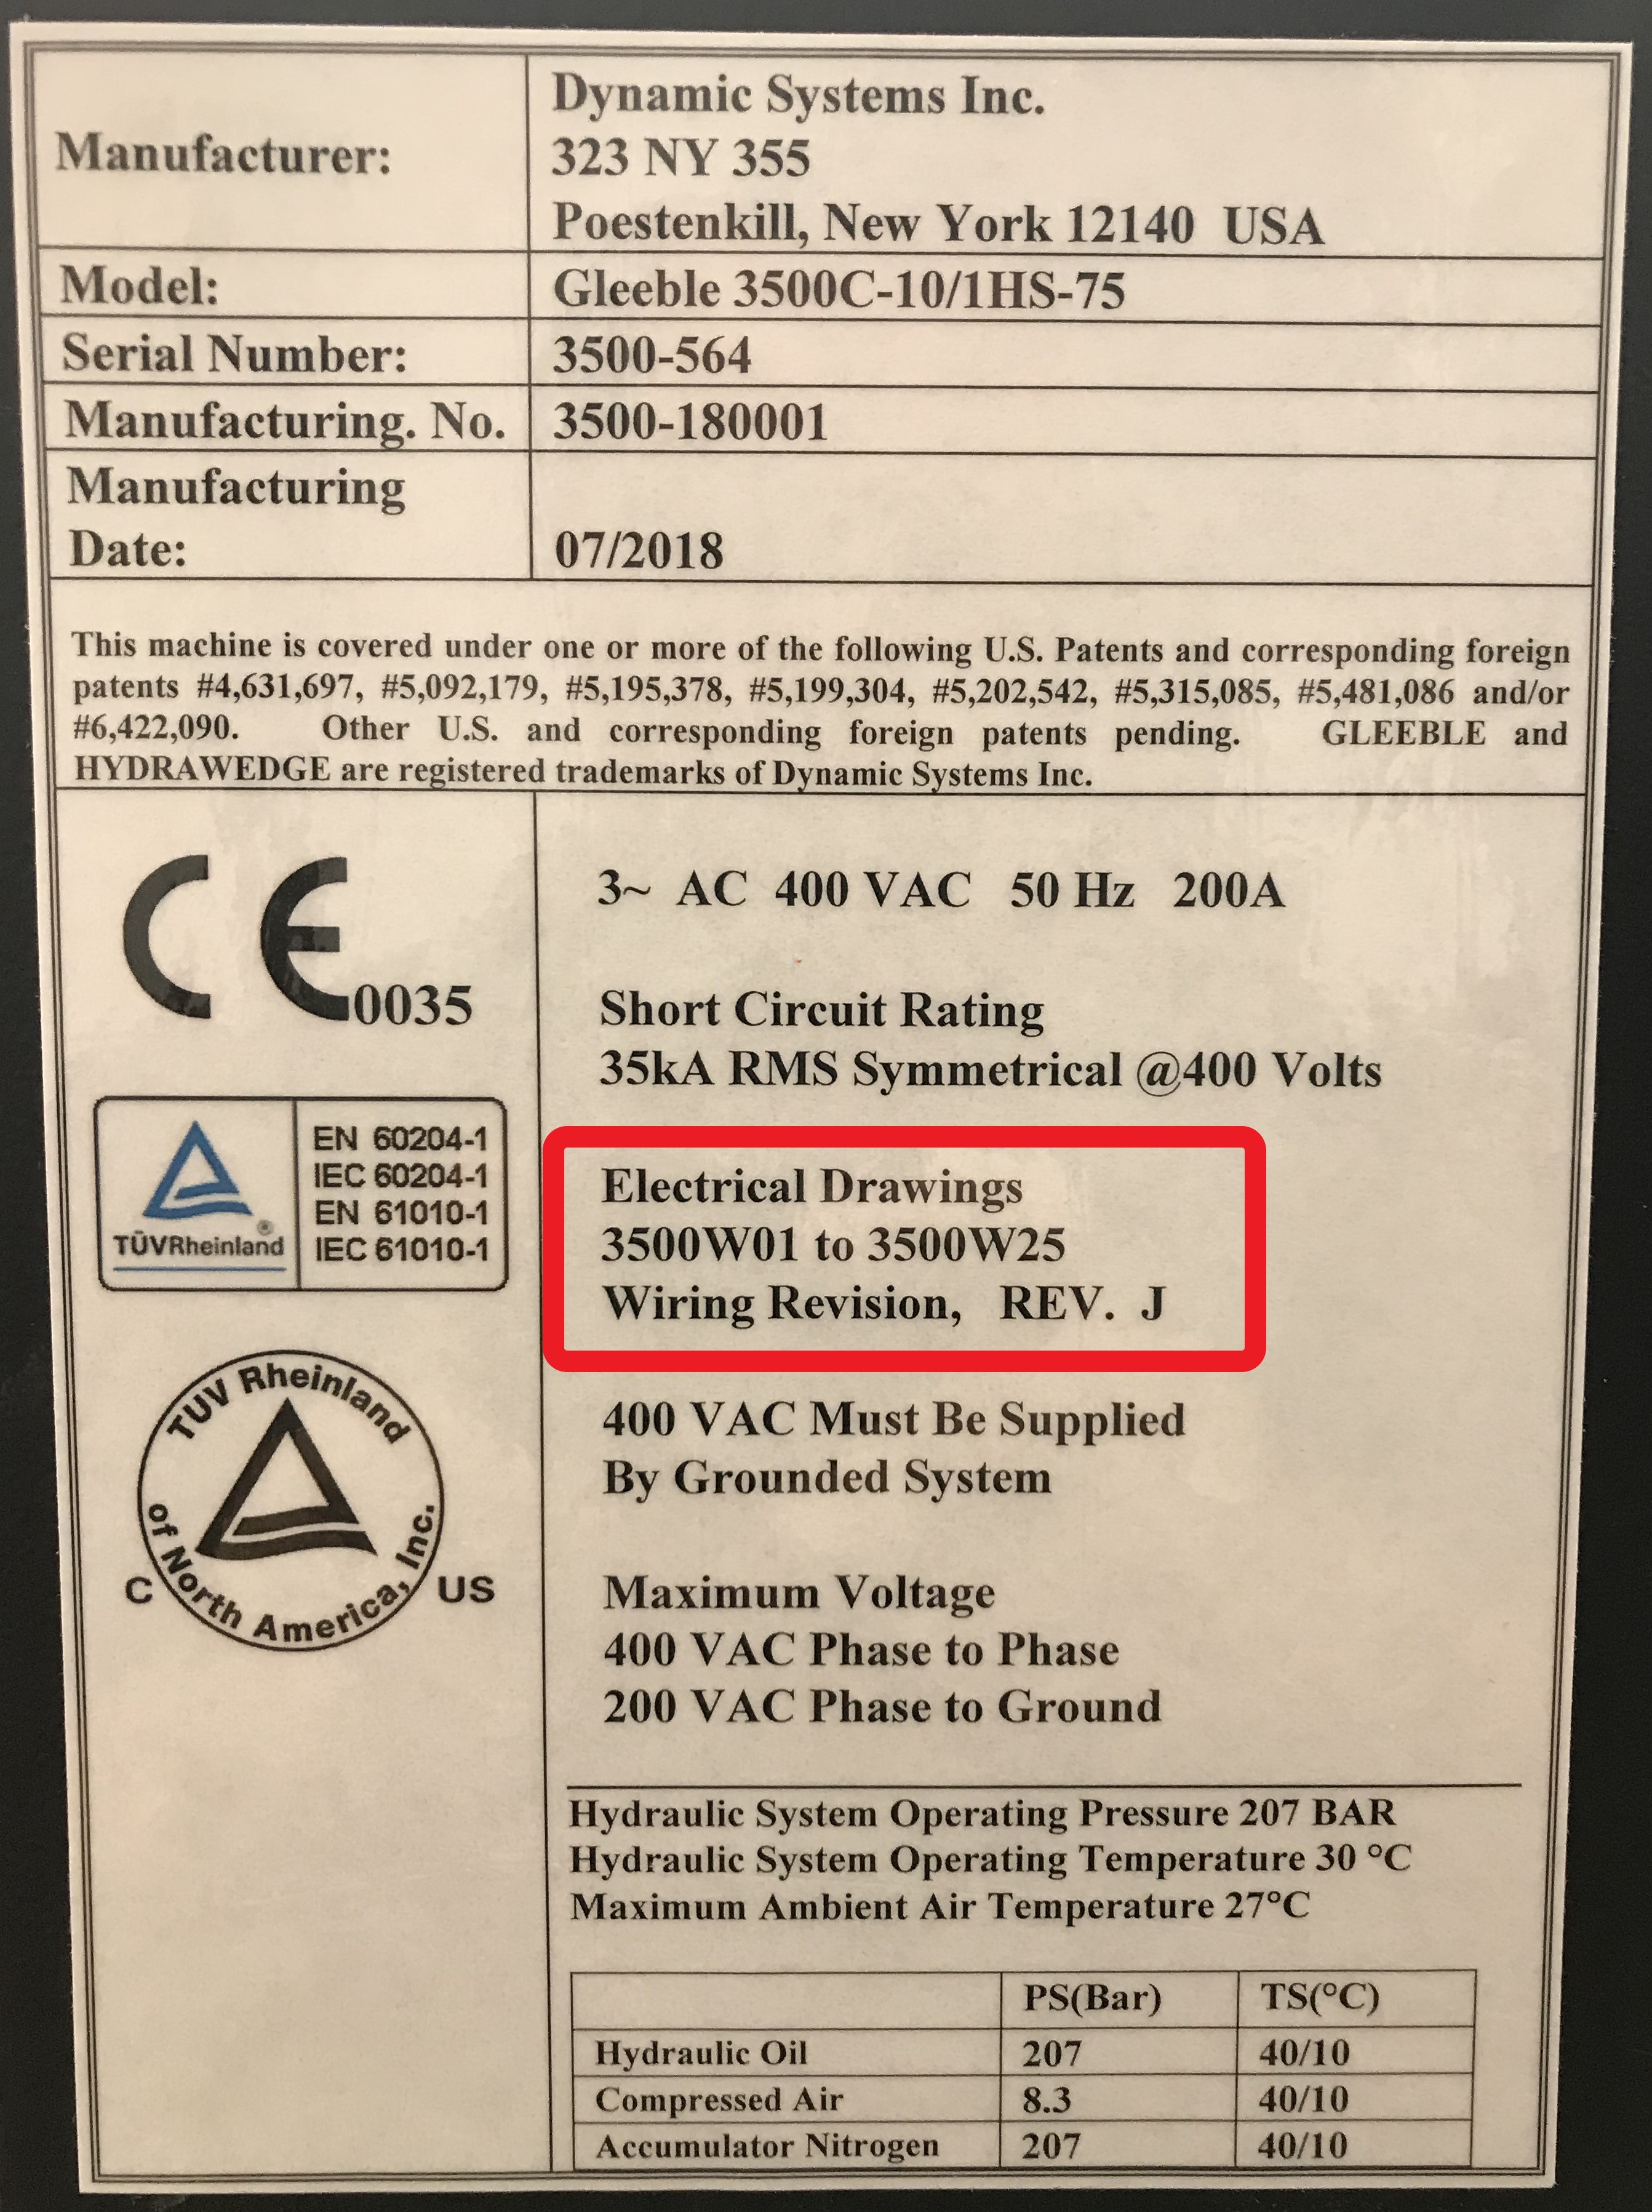 Manufacturer:
Dynamic Systems Inc.
323 NY 355
Poestenkill, New York 12140 USA
Model:
Gleeble 3500C-10/1HS-75
Serial Number:
3500-564
Manufacturing. No.
3500-180001
Manufacturing
Date:
07/2018
This machine is covered under one or more of the following U.S. Patents and corresponding foreign
patents #4,631,697, #5,092,179, #5,195,378, #5,199,304, #5,202,542, #5,315,085, #5,481,086 and/or
#6,422,090. Other U.S. and corresponding foreign patents pending. GLEEBLE and
HYDRAWEDGE are registered trademarks of Dynamic Systems Inc.
CE 0035
TÜVRheinland®
EN 60204-1
IEC 60204-1
EN 61010-1
IEC 61010-1
TUV Rheinland
of North America, Inc.
C US
3~ AC 400 VAC 50 Hz 200A
Short Circuit Rating
35kA RMS Symmetrical @400 Volts
Electrical Drawings
3500W01 to 3500W25
Wiring Revision, REV. J
400 VAC Must Be Supplied
By Grounded System
Maximum Voltage
400 VAC Phase to Phase
200 VAC Phase to Ground
Hydraulic System Operating Pressure 207 BAR
Hydraulic System Operating Temperature 30 °C
Maximum Ambient Air Temperature 27°C
PS(Bar) TS(°C)
Hydraulic Oil 207 40/10
Compressed Air 8.3 40/10
Accumulator Nitrogen 207 40/10